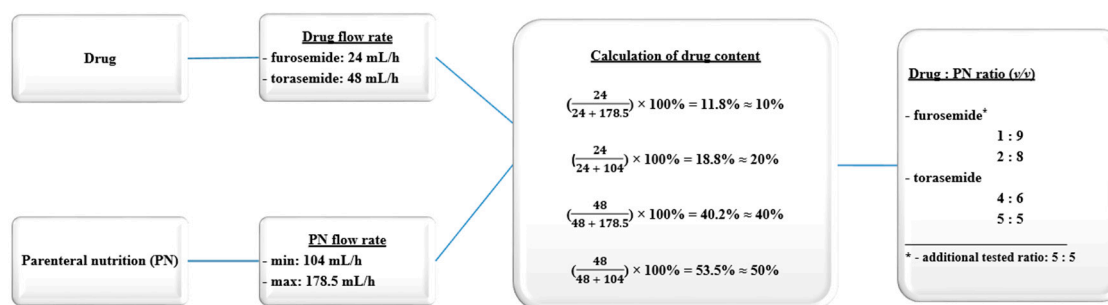 Drug
Drug flow rate
- furosemide: 24 mL/h
- torasemide: 48 mL/h
Parenteral nutrition (PN)
PN flow rate
- min: 104 mL/h
- max: 178.5 mL/h
Calculation of drug content
(24 / 24 + 178.5) × 100% = 11.8% ≈ 10%
(24 / 24 + 104) × 100% = 18.8% ≈ 20%
(48 / 48 + 178.5) × 100% = 40.2% ≈ 40%
(48 / 48 + 104) × 100% = 53.5% ≈ 50%
Drug : PN ratio (v/v)
- furosemide*
1 : 9
2 : 8
- torasemide
4 : 6
5 : 5
* - additional tested ratio: 5 : 5